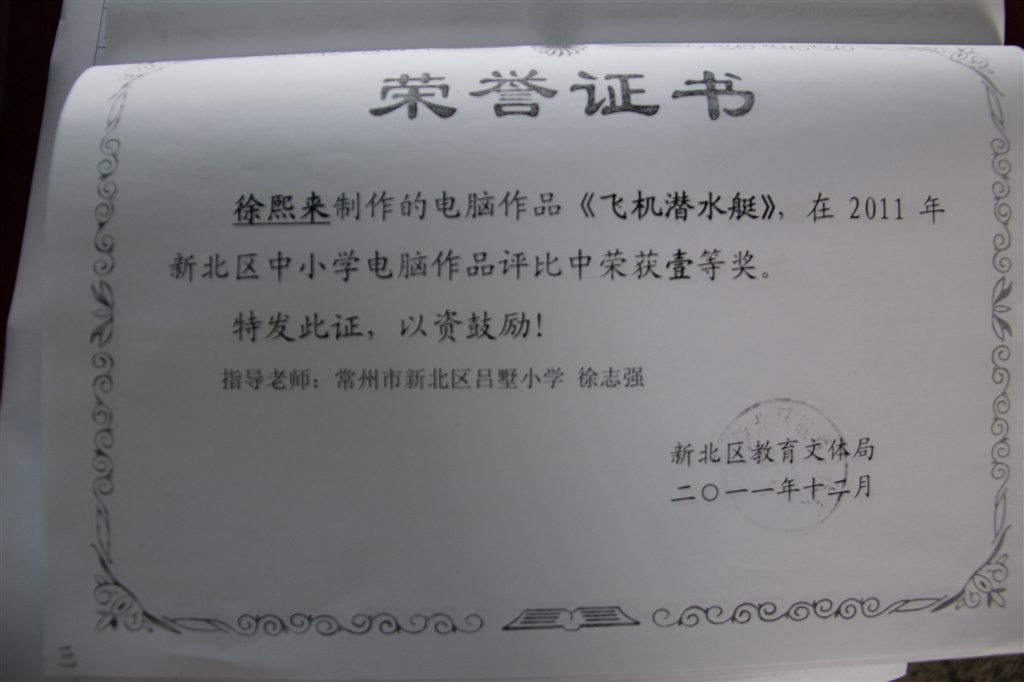 荣誉证书
徐熙来制作的电脑作品《飞机潜水艇》，在 2011 年
新北区中小学电脑作品评比中荣获壹等奖。
特发此证，以资鼓励！
指导老师：常州市新北区吕墅小学 徐志强
新北区教育文体局
二〇一一年十二月